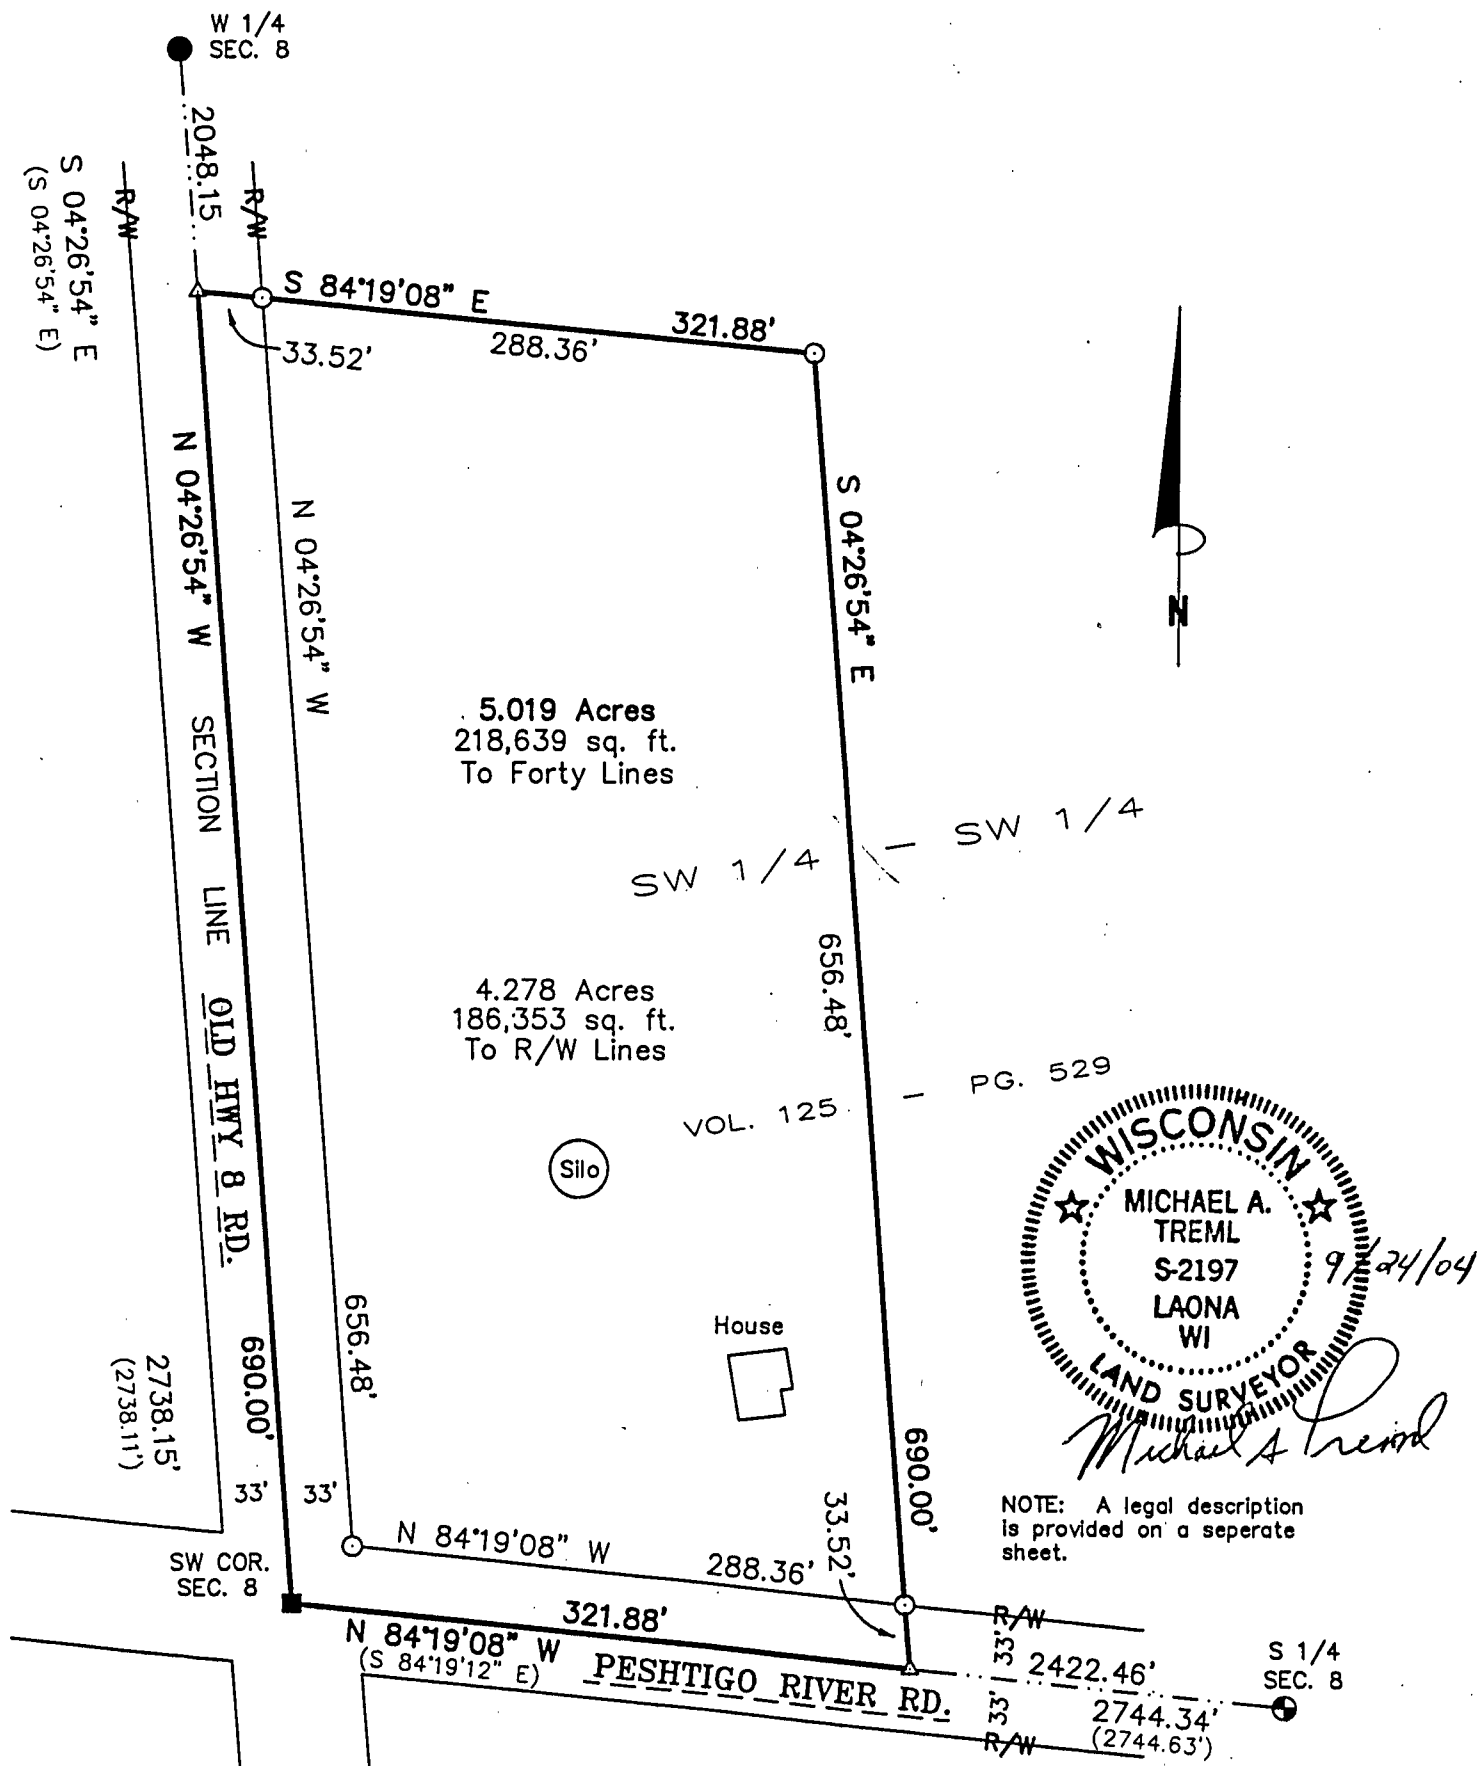 W 1/4
SEC. 8
2048.15
S 04°26'54" E
(S 04°26'54" E)
R/W
R/W
S 84°19'08" E
321.88'
33.52'
288.36'
N 04°26'54" W SECTION LINE OLD HWY 8 RD. 690.00'
N 04°26'54" W
656.48'
S 04°26'54" E
656.48'
690.00'
N
5.019 Acres
218,639 sq. ft.
To Forty Lines
SW 1/4 — SW 1/4
4.278 Acres
186,353 sq. ft.
To R/W Lines
VOL. 125 — PG. 529
Silo
House
WISCONSIN
MICHAEL A.
TREML
S-2197
LAONA
WI
LAND SURVEYOR
9/24/04
Michael A Treml
NOTE: A legal description
is provided on a seperate
sheet.
2738.15'
(2738.11')
33' 33'
SW COR.
SEC. 8
N 84°19'08" W
288.36'
33.52'
321.88'
N 84°19'08" W
(S 84°19'12" E)
PESHTIGO RIVER RD.
R/W
33'
2422.46'
33'
R/W
2744.34'
(2744.63')
S 1/4
SEC. 8